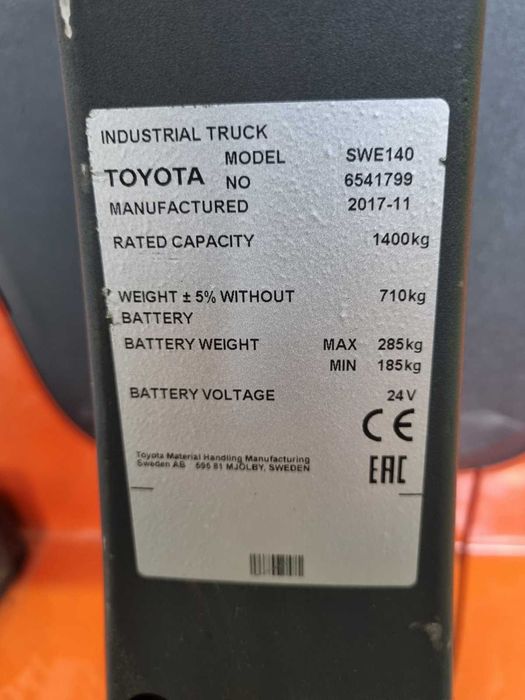 INDUSTRIAL TRUCK
MODEL SWE140
TOYOTA NO 6541799
MANUFACTURED 2017-11
RATED CAPACITY 1400kg
WEIGHT ± 5% WITHOUT 710kg
BATTERY
BATTERY WEIGHT MAX 285kg
MIN 185kg
BATTERY VOLTAGE 24V
CE
Toyota Material Handling Manufacturing
Sweden AB 595 81 MJÖLBY, SWEDEN
EAC